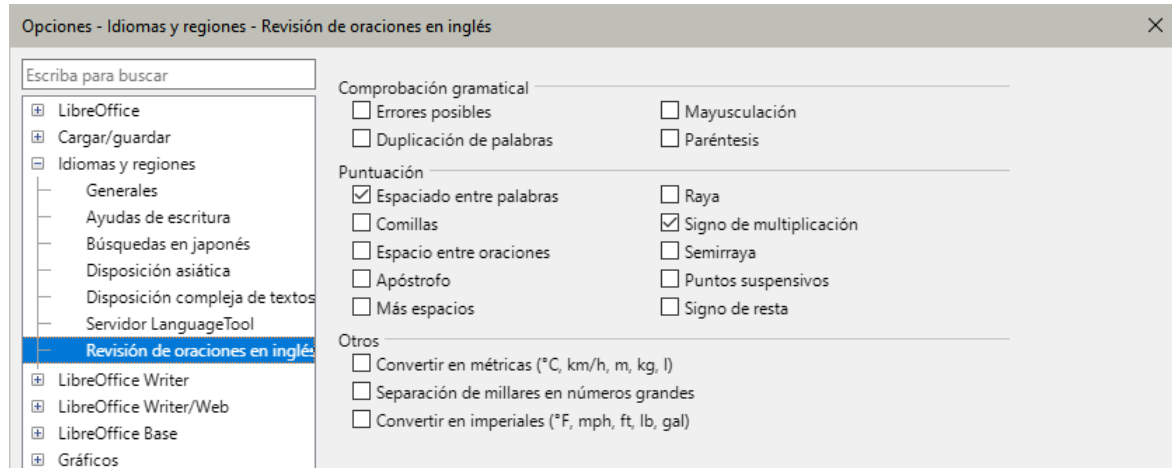 Opciones - Idiomas y regiones - Revisión de oraciones en inglés
Escriba para buscar
LibreOffice
Cargar/guardar
Idiomas y regiones
Generales
Ayudas de escritura
Búsquedas en japonés
Disposición asiática
Disposición compleja de textos
Servidor LanguageTool
Revisión de oraciones en inglés
LibreOffice Writer
LibreOffice Writer/Web
LibreOffice Base
Gráficos
Comprobación gramatical
Errores posibles
Mayusculación
Duplicación de palabras
Paréntesis
Puntuación
Espaciado entre palabras
Raya
Comillas
Signo de multiplicación
Espacio entre oraciones
Semirraya
Apóstrofo
Puntos suspensivos
Más espacios
Signo de resta
Otros
Convertir en métricas (°C, km/h, m, kg, l)
Separación de millares en números grandes
Convertir en imperiales (°F, mph, ft, lb, gal)